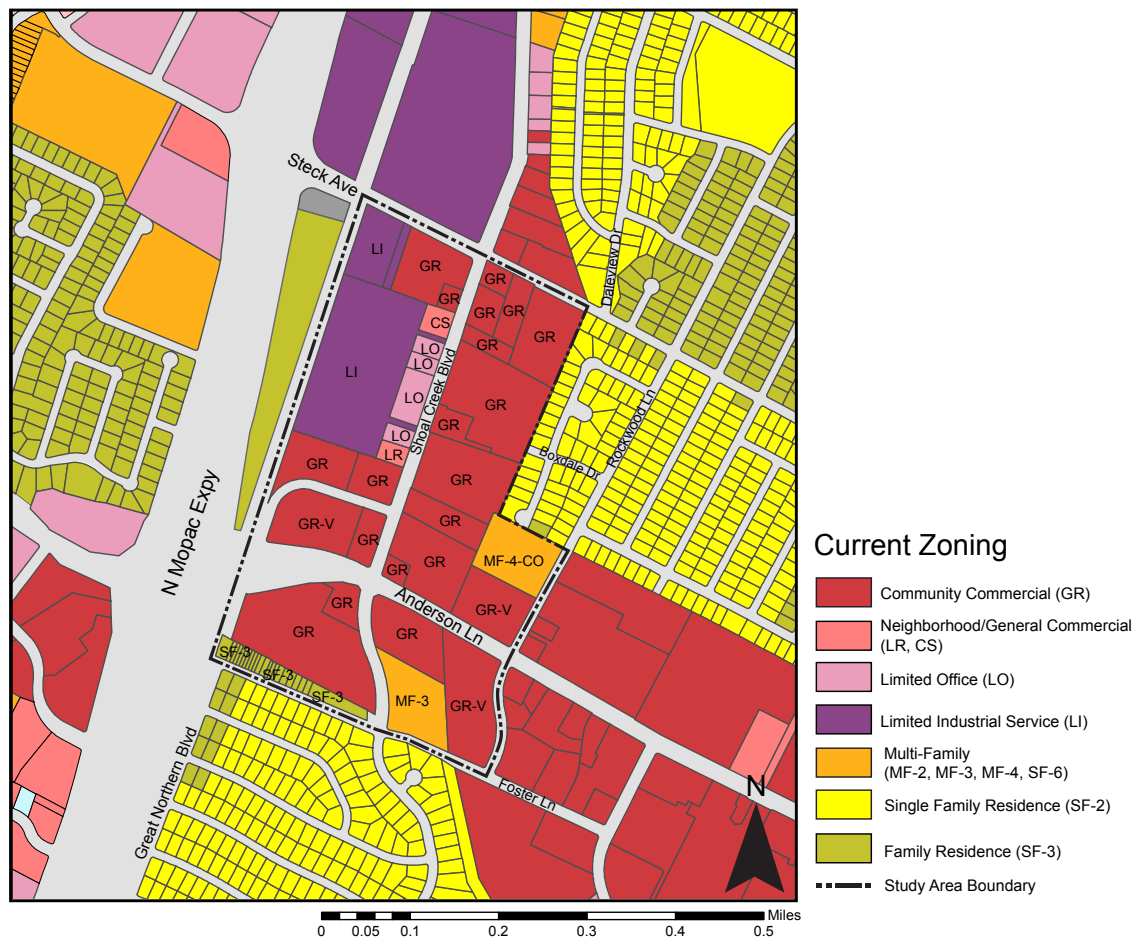 Steck Ave
Daleview Dr
LI
GR
GR
GR
CS
GR
GR
GR
GR
LO
LO
LI
LO
GR
Shoal Creek Blvd
Rockwood Ln
GR
LO
LR
Boxdale Dr
GR
GR
GR
N Mopac Expy
GR-V
GR
GR
GR
GR
MF-4-CO
Anderson Ln
GR-V
GR
GR
GR
SF-3
SF-3
SF-3
MF-3
GR-V
Foster Ln
Great Northern Blvd
N
Current Zoning
Community Commercial (GR)
Neighborhood/General Commercial
(LR, CS)
Limited Office (LO)
Limited Industrial Service (LI)
Multi-Family
(MF-2, MF-3, MF-4, SF-6)
Single Family Residence (SF-2)
Family Residence (SF-3)
Study Area Boundary
Miles
0 0.05 0.1 0.2 0.3 0.4 0.5